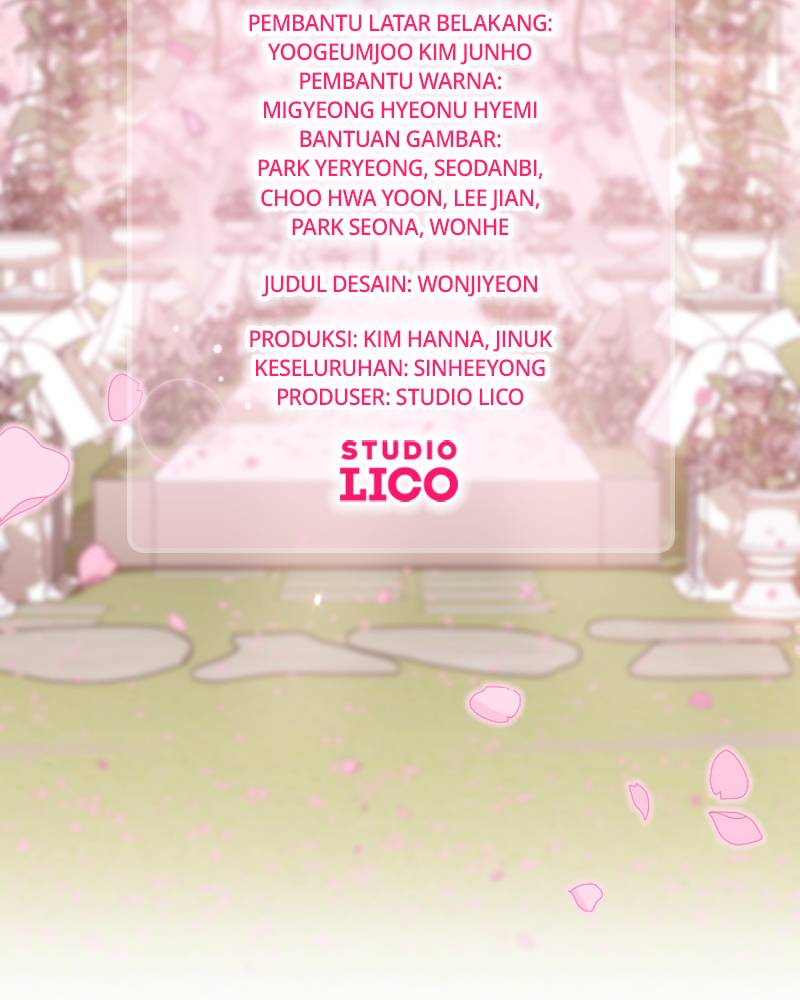 PEMBANTU LATAR BELAKANG:
YOOGEUMJOO KIM JUNHO
PEMBANTU WARNA:
MIGYEONG HYEONU HYEMI
BANTUAN GAMBAR:
PARK YERYEONG, SEODANBI,
CHOO HWA YOON, LEE JIAN,
PARK SEONA, WONHE
JUDUL DESAIN: WONJIYEON
PRODUKSI: KIM HANNA, JINUK
KESELURUHAN: SINHEEYONG
PRODUSER: STUDIO LICO
STUDIO
LICO